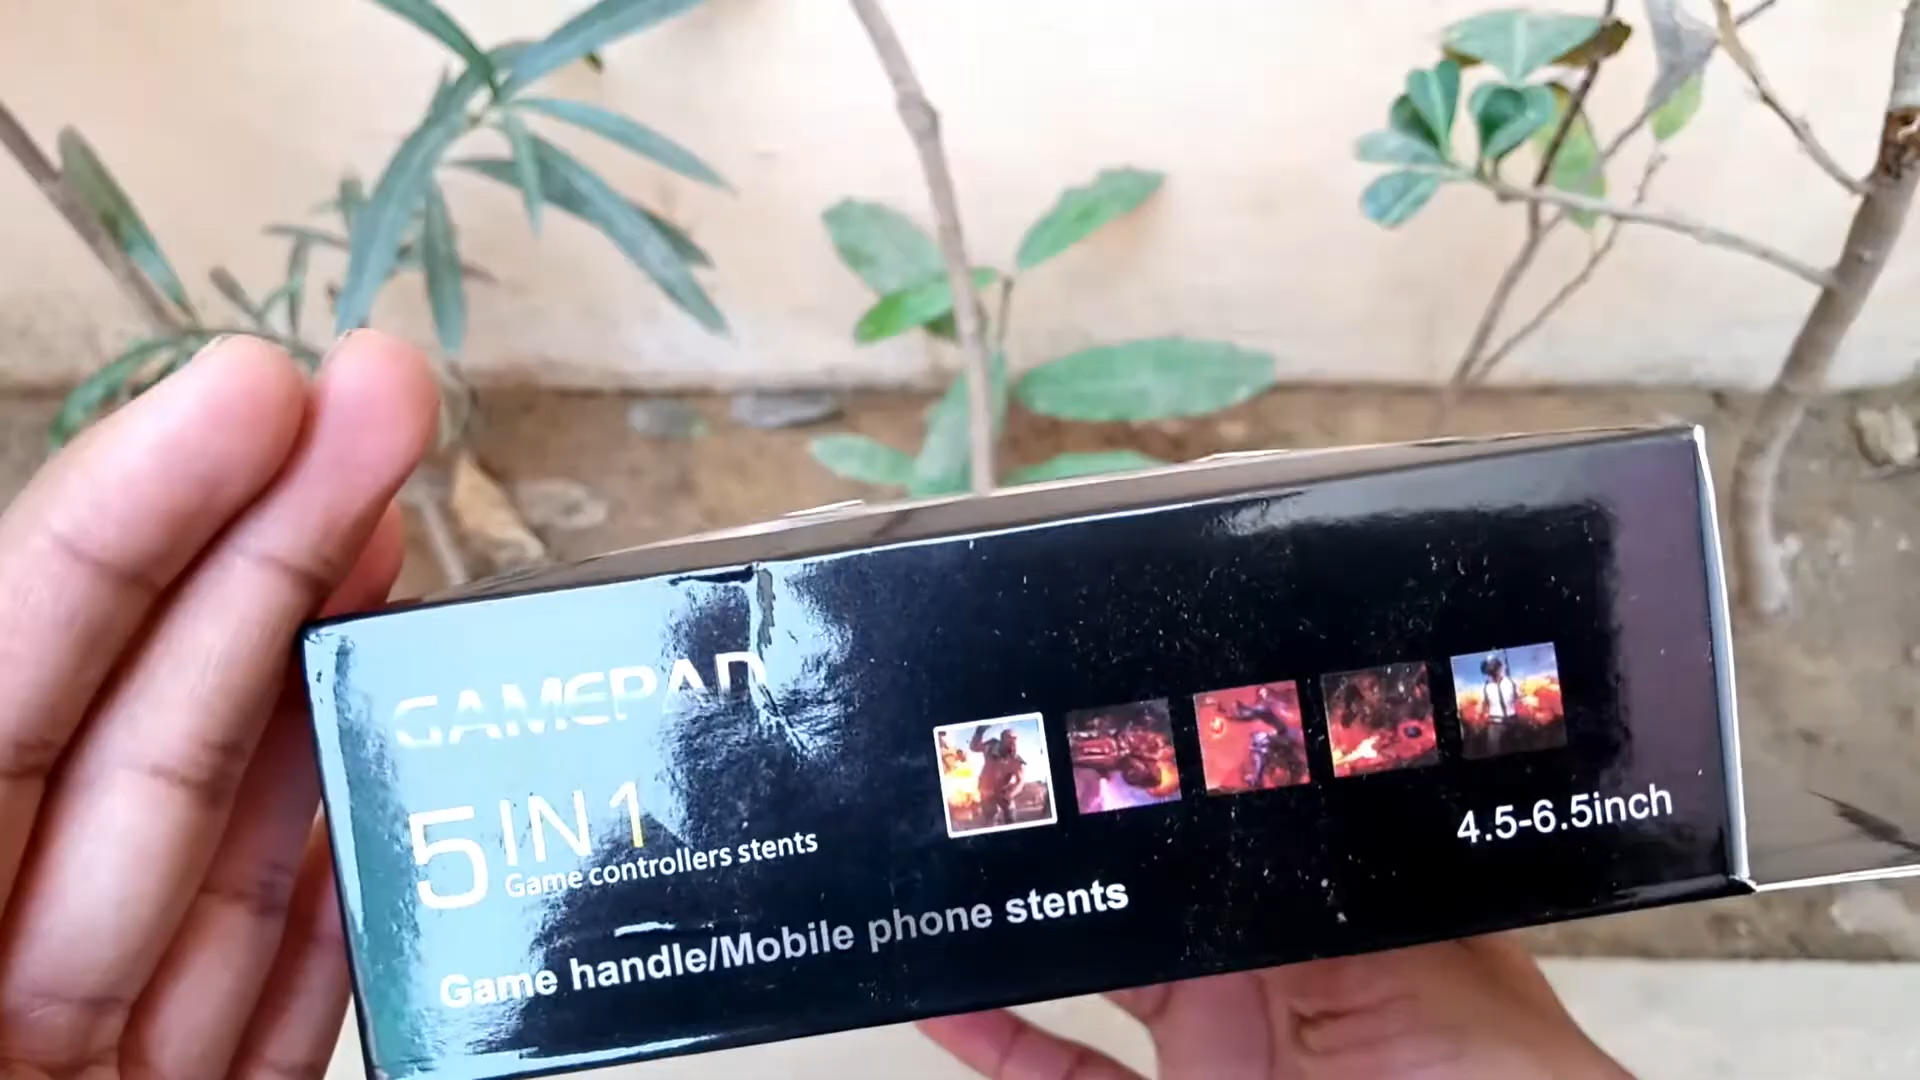 GAMEPAD
5 IN 1
Game controllers stents
Game handle/Mobile phone stents
4.5-6.5inch